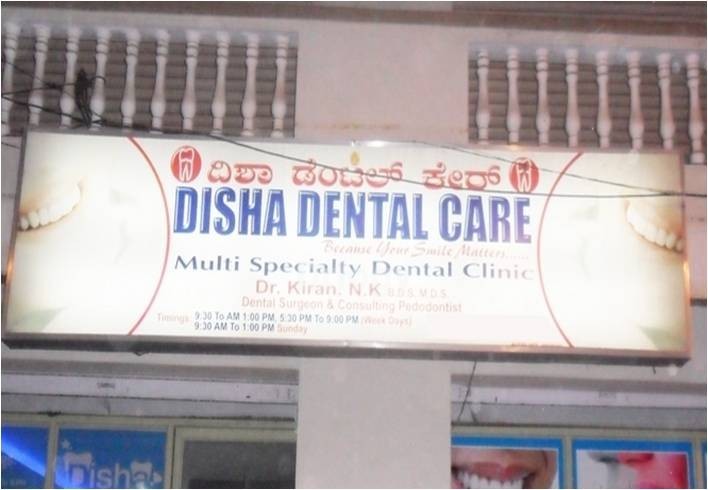 ದಿಶಾ ಡೆಂಟಲ್ ಕೇರ್
DISHA DENTAL CARE
Because Your Smile Matters......
Multi Specialty Dental Clinic
Dr. Kiran. N.K B.D.S, M.D.S.
Dental Surgeon & Consulting Pedodontist
Timings: 9:30 To AM 1:00 PM, 5:30 PM To 9:00 PM (Week Days)
9:30 AM To 1:00 PM Sunday
Disha